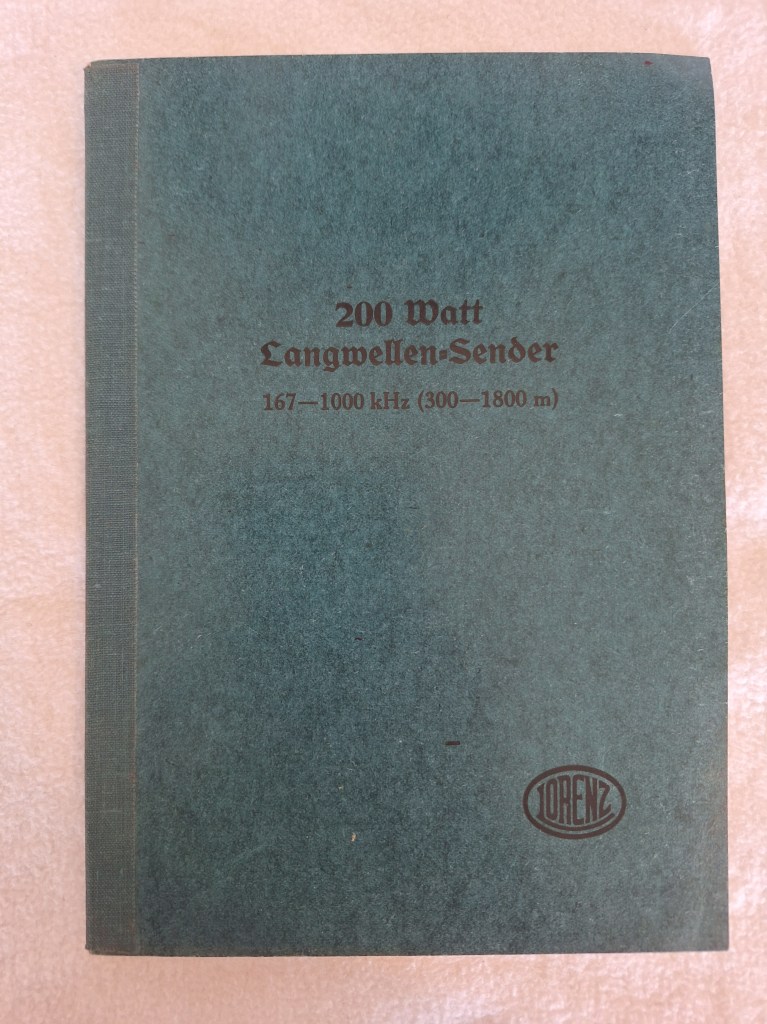 200 Watt
Langwellen-Sender
167—1000 kHz (300—1800 m)
LORENZ